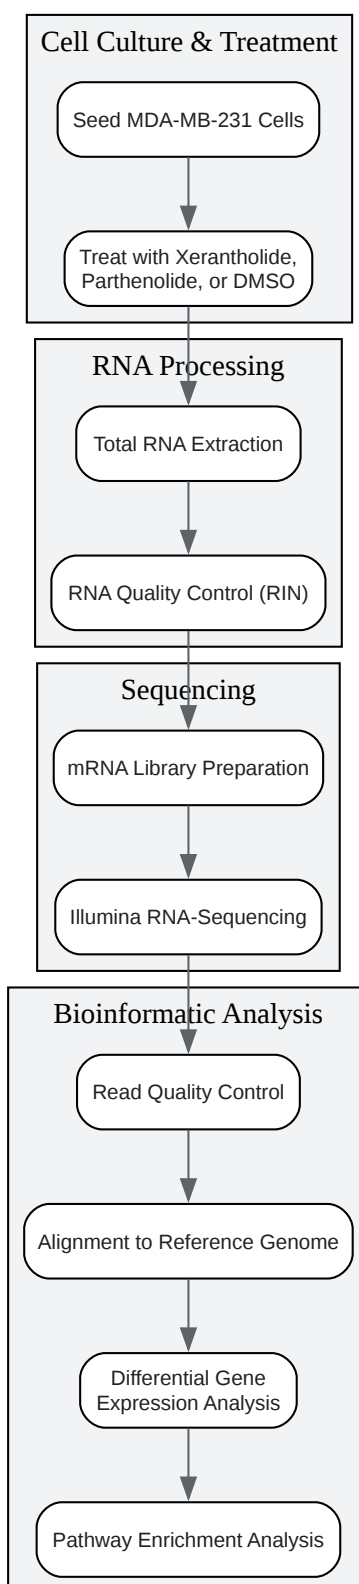 Cell Culture & Treatment
Seed MDA-MB-231 Cells
Treat with Xerantholide,
Parthenolide, or DMSO
RNA Processing
Total RNA Extraction
RNA Quality Control (RIN)
Sequencing
mRNA Library Preparation
Illumina RNA-Sequencing
Bioinformatic Analysis
Read Quality Control
Alignment to Reference Genome
Differential Gene
Expression Analysis
Pathway Enrichment Analysis